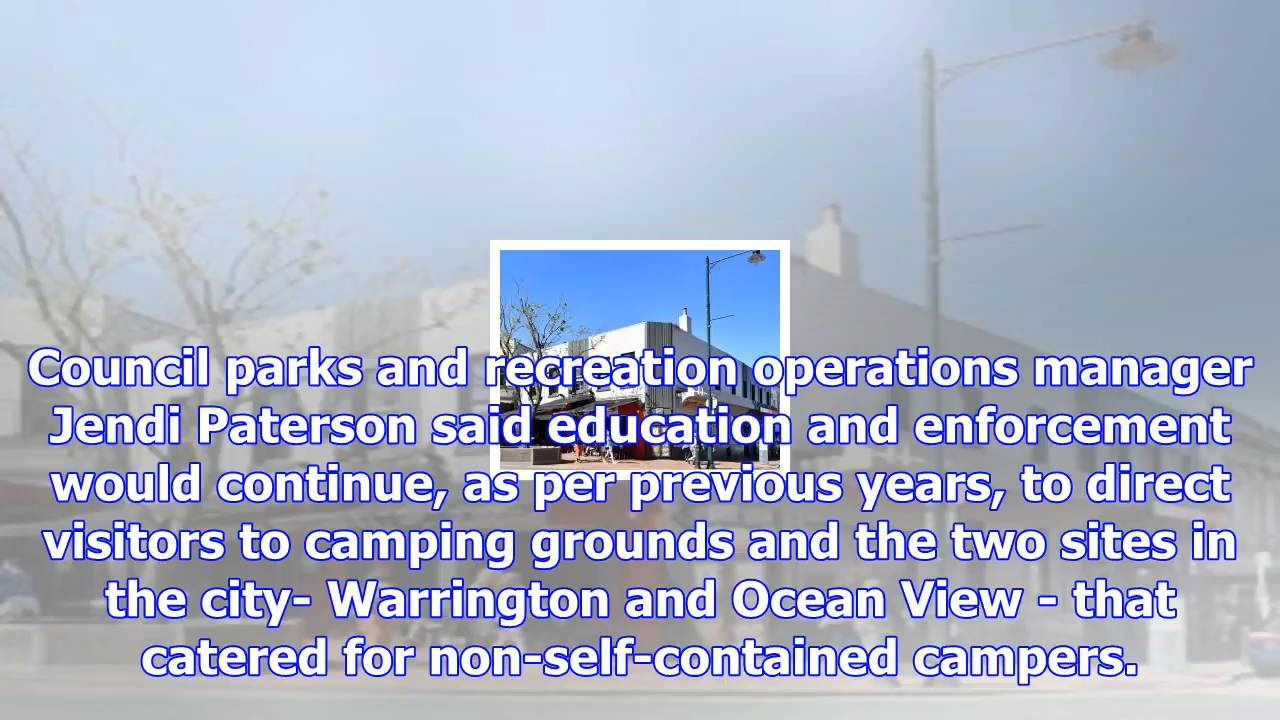 Council parks and recreation operations manager
Jendi Paterson said education and enforcement
would continue, as per previous years, to direct
visitors to camping grounds and the two sites in
the city- Warrington and Ocean View - that
catered for non-self-contained campers.